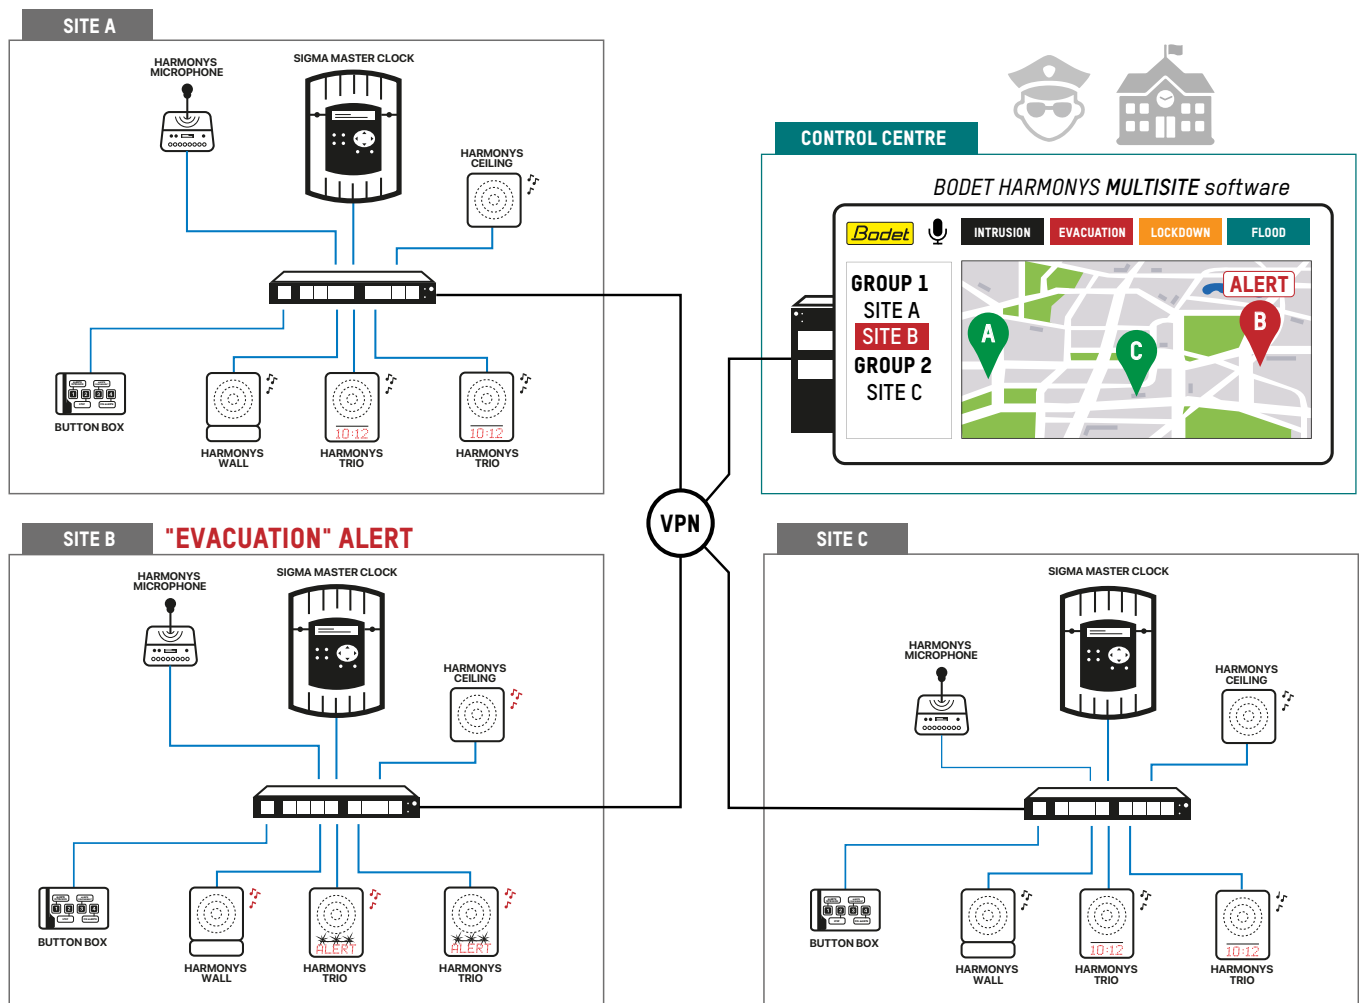 SITE A
HARMONYS
MICROPHONE
SIGMA MASTER CLOCK
HARMONYS
CEILING
BUTTON BOX
HARMONYS
WALL
10:12
HARMONYS
TRIO
10:12
HARMONYS
TRIO
CONTROL CENTRE
BODET HARMONYS MULTISITE software
Bodet
INTRUSION
EVACUATION
LOCKDOWN
FLOOD
GROUP 1
SITE A
SITE B
GROUP 2
SITE C
ALERT
A
B
C
VPN
SITE B
"EVACUATION" ALERT
HARMONYS
MICROPHONE
SIGMA MASTER CLOCK
HARMONYS
CEILING
BUTTON BOX
HARMONYS
WALL
ALERT
HARMONYS
TRIO
ALERT
HARMONYS
TRIO
SITE C
SIGMA MASTER CLOCK
HARMONYS
MICROPHONE
HARMONYS
CEILING
BUTTON BOX
HARMONYS
WALL
10:12
HARMONYS
TRIO
10:12
HARMONYS
TRIO